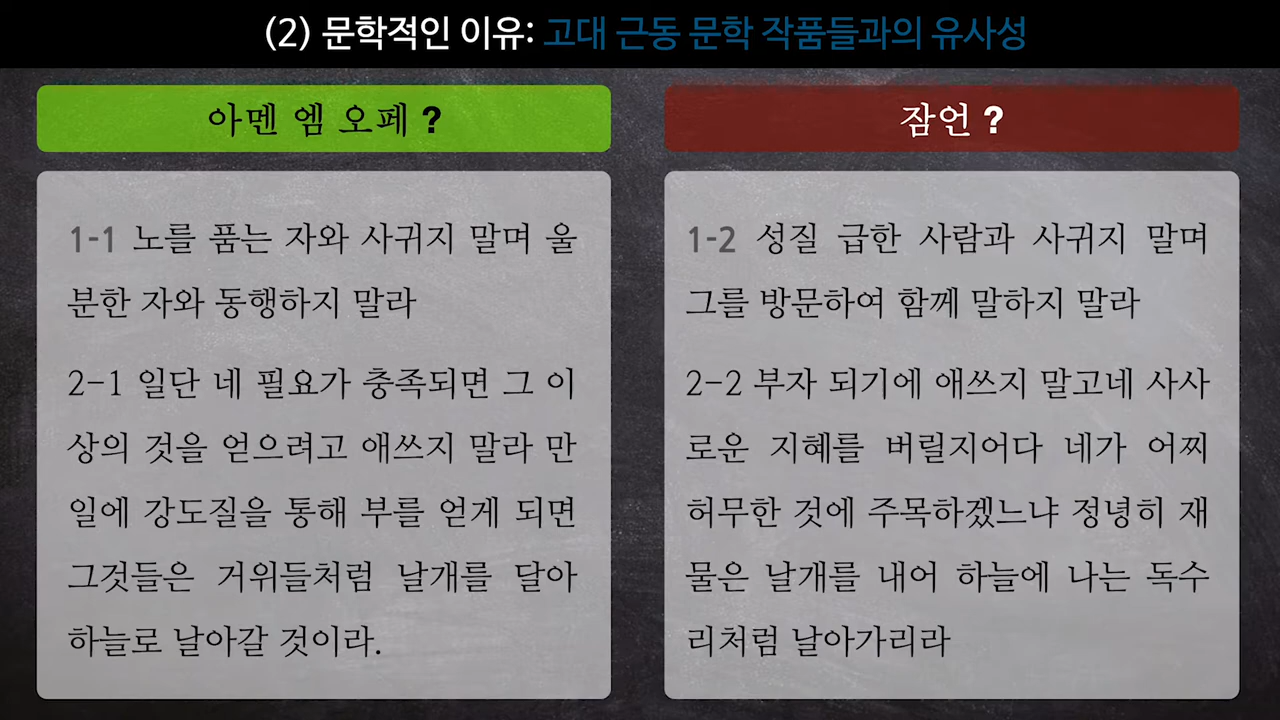 (2) 문학적인 이유: 고대 근동 문학 작품들과의 유사성
아멘 엠 오페 ?
1-1 노를 품는 자와 사귀지 말며 울
분한 자와 동행하지 말라
2-1 일단 네 필요가 충족되면 그 이
상의 것을 얻으려고 애쓰지 말라 만
일에 강도질을 통해 부를 얻게 되면
그것들은 거위들처럼 날개를 달아
하늘로 날아갈 것이라.
잠언 ?
1-2 성질 급한 사람과 사귀지 말며
그를 방문하여 함께 말하지 말라
2-2 부자 되기에 애쓰지 말고네 사사
로운 지혜를 버릴지어다 네가 어찌
허무한 것에 주목하겠느냐 정녕히 재
물은 날개를 내어 하늘에 나는 독수
리처럼 날아가리라